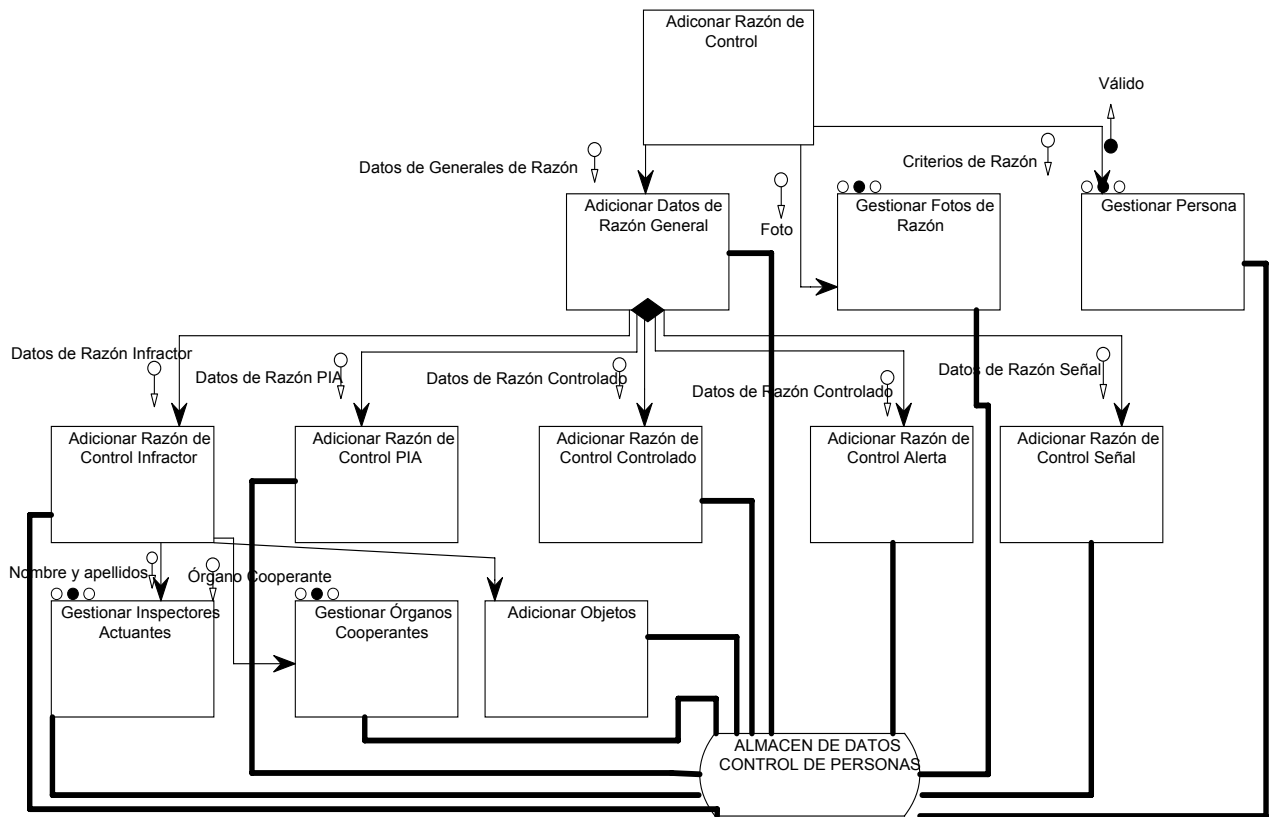 Adiconar Razón de
Control
Válido
Datos de Generales de Razón
Criterios de Razón
Adicionar Datos de
Razón General
Foto
Gestionar Fotos de
Razón
Gestionar Persona
Datos de Razón Infractor
Datos de Razón PIA
Datos de Razón Controlado
Datos de Razón Controlado
Datos de Razón Señal
Adicionar Razón de
Control Infractor
Adicionar Razón de
Control PIA
Adicionar Razón de
Control Controlado
Adicionar Razón de
Control Alerta
Adicionar Razón de
Control Señal
Nombre y apellidos
Órgano Cooperante
Gestionar Inspectores
Actuantes
Gestionar Órganos
Cooperantes
Adicionar Objetos
ALMACEN DE DATOS
CONTROL DE PERSONAS